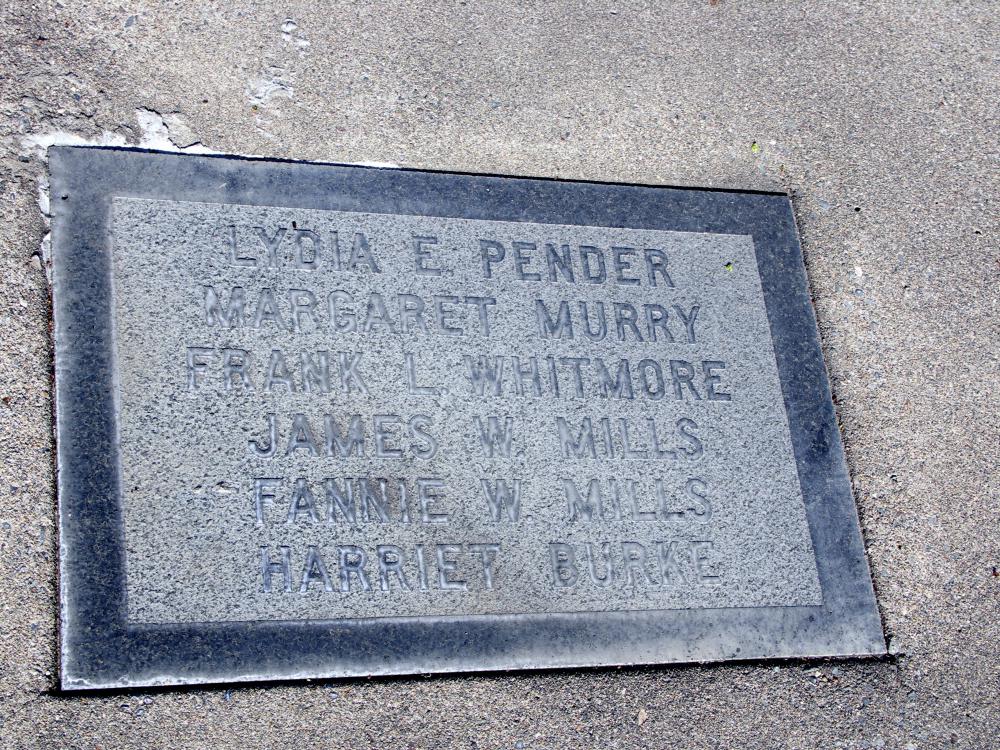 LYDIA E. PENDER
MARGARET MURRY
FRANK L. WHITMORE
JAMES W. MILLS
FANNIE W. MILLS
HARRIET BURKE